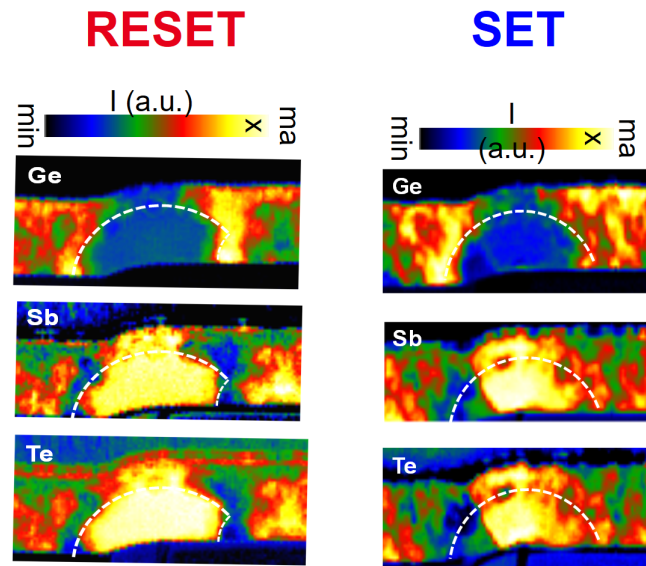 RESET
SET
I (a.u.)
min
x
ma
I
(a.u.)
min
x
ma
Ge
Ge
Sb
Sb
Te
Te